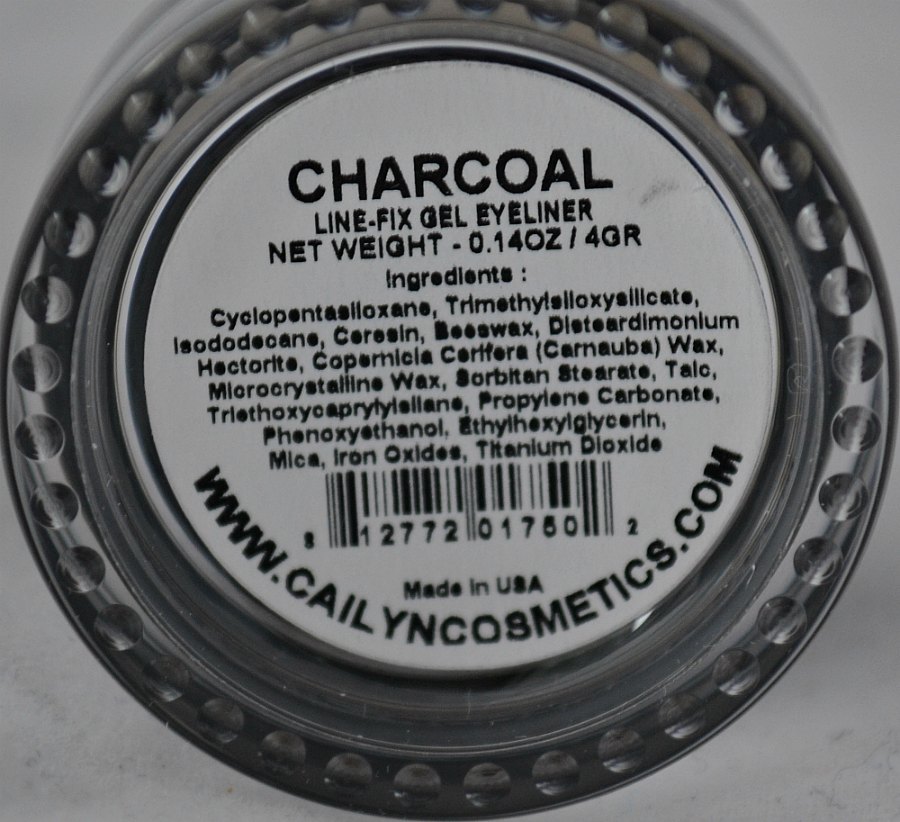 CHARCOAL
LINE-FIX GEL EYELINER
NET WEIGHT - 0.14OZ / 4GR
Ingredients :
Cyclopentasiloxane, Trimethylsiloxysilicate,
Isododecane, Ceresin, Beeswax, Disteardimonium
Hectorite, Copernicia Cerifera (Carnauba) Wax,
Microcrystalline Wax, Sorbitan Stearate, Talc,
Triethoxycaprylylsilane, Propylene Carbonate,
Phenoxyethanol, Ethylhexylglycerin,
Mica, Iron Oxides, Titanium Dioxide
8 12772 01750 2
Made in USA
WWW.CAILYNCOSMETICS.COM